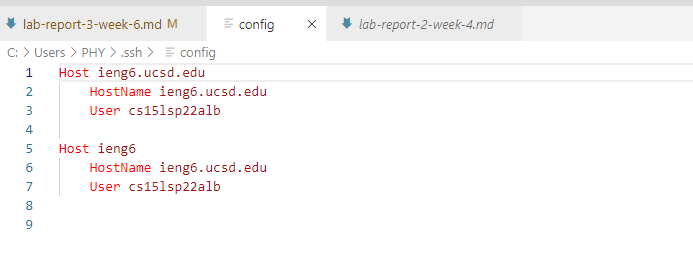 lab-report-3-week-6.md M config lab-report-2-week-4.md
C: > Users > PHY > .ssh > config
1 Host ieng6.ucsd.edu
2 HostName ieng6.ucsd.edu
3 User cs15lsp22alb
4
5 Host ieng6
6 HostName ieng6.ucsd.edu
7 User cs15lsp22alb
8
9